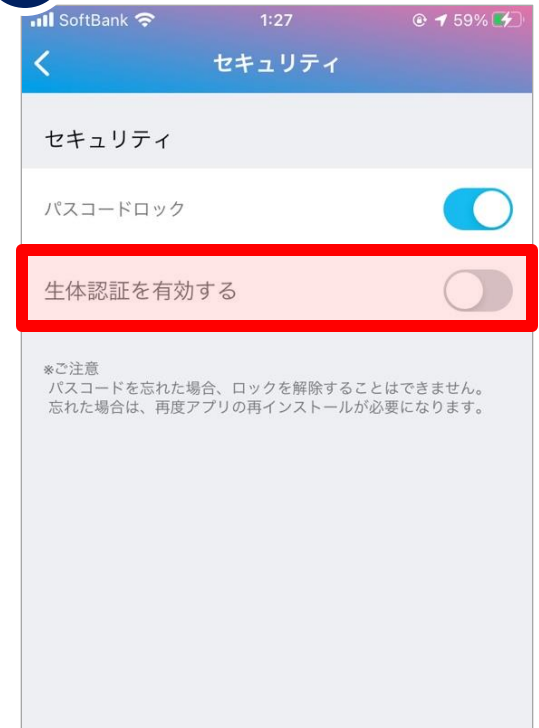 SoftBank 1:27 59%
セキュリティ
セキュリティ
パスコードロック
生体認証を有効する
※ご注意
パスコードを忘れた場合、ロックを解除することはできません。
忘れた場合は、再度アプリの再インストールが必要になります。